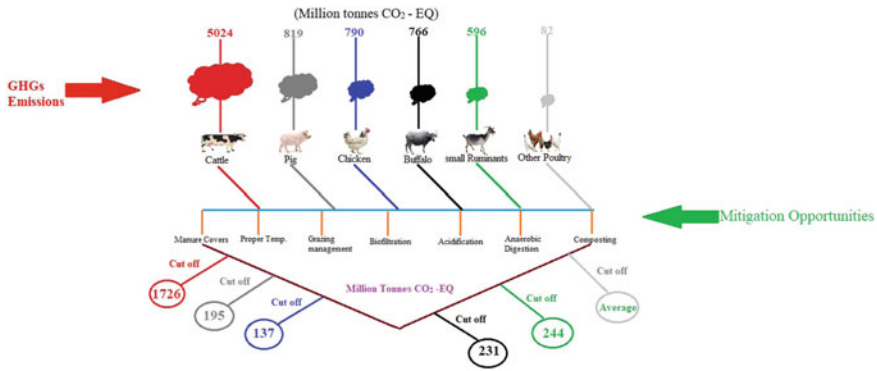 (Million tonnes CO₂ - EQ)
5024 819 790 766 596 82
GHGs
Emissions
Cattle Pig Chicken Buffalo small Ruminants Other Poultry
Mitigation Opportunities
Manure Covers Proper Temp. Grazing management Biofiltration Acidification Anaerobic Digestion Composting
Cut off Cut off Cut off Cut off Cut off Cut off
Million Tonnes CO₂ -EQ
1726 195 137 231 244 Average